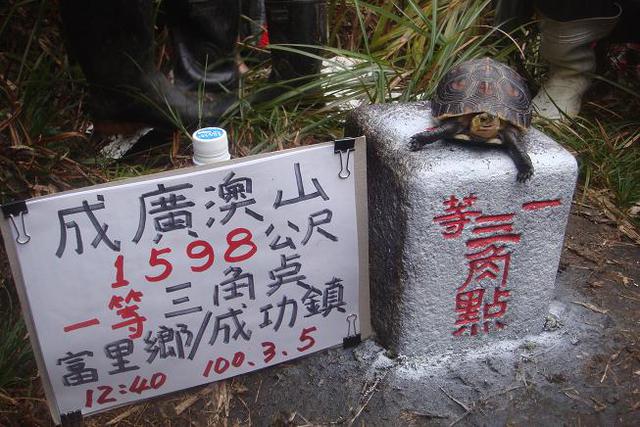 成廣澳山
1598公尺
一等三角点
富里鄉/成功鎮
12:40 100.3.5
一等
三角點